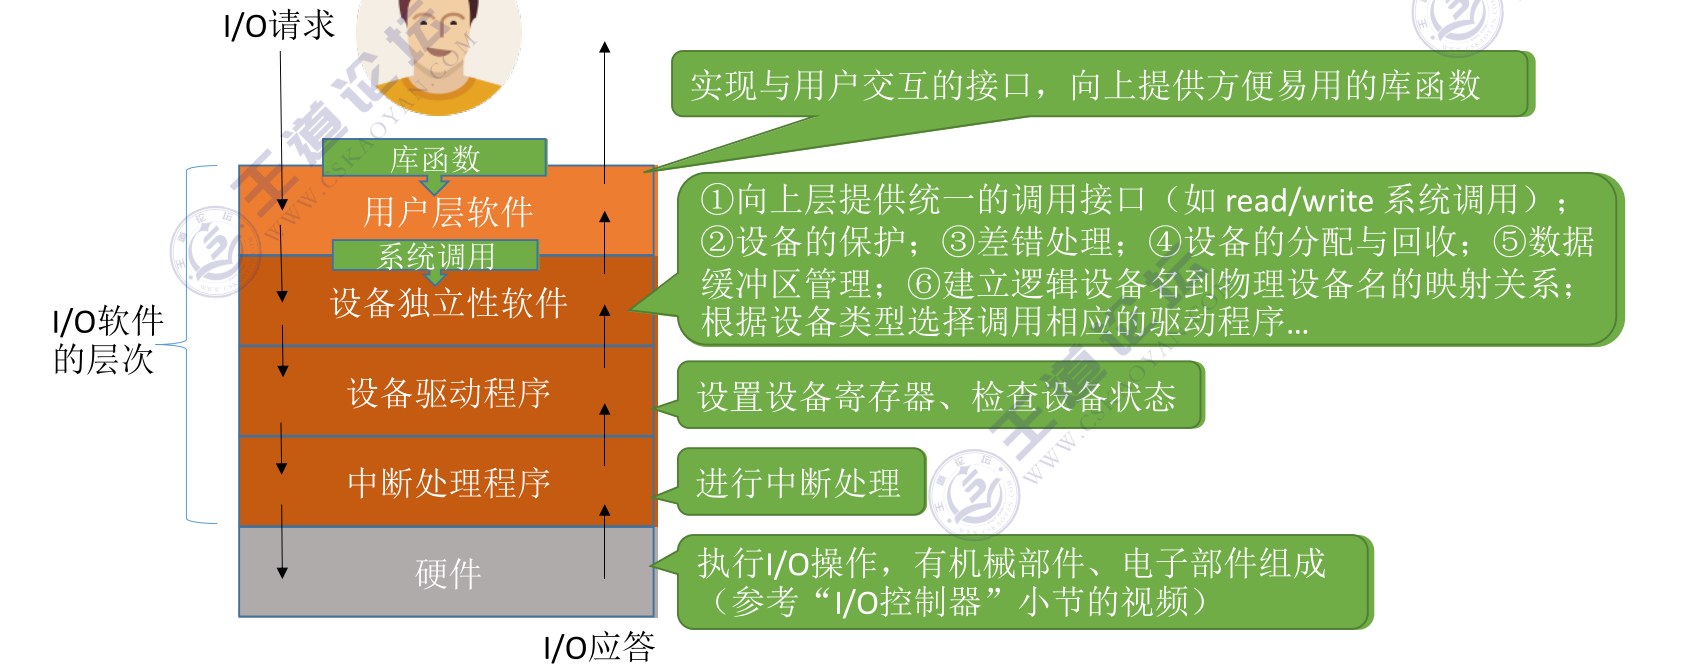 I/O请求
实现与用户交互的接口，向上提供方便易用的库函数
库函数
用户层软件
系统调用
设备独立性软件
①向上层提供统一的调用接口（如 read/write 系统调用）；
②设备的保护；③差错处理；④设备的分配与回收；⑤数据
缓冲区管理；⑥建立逻辑设备名到物理设备名的映射关系；
根据设备类型选择调用相应的驱动程序...
I/O软件
的层次
设备驱动程序
设置设备寄存器、检查设备状态
中断处理程序
进行中断处理
硬件
执行I/O操作，有机械部件、电子部件组成
（参考“I/O控制器”小节的视频）
I/O应答
王道论坛
WWW.CSKAOYAN.COM
王道论坛
WWW.CSKAOYAN.COM